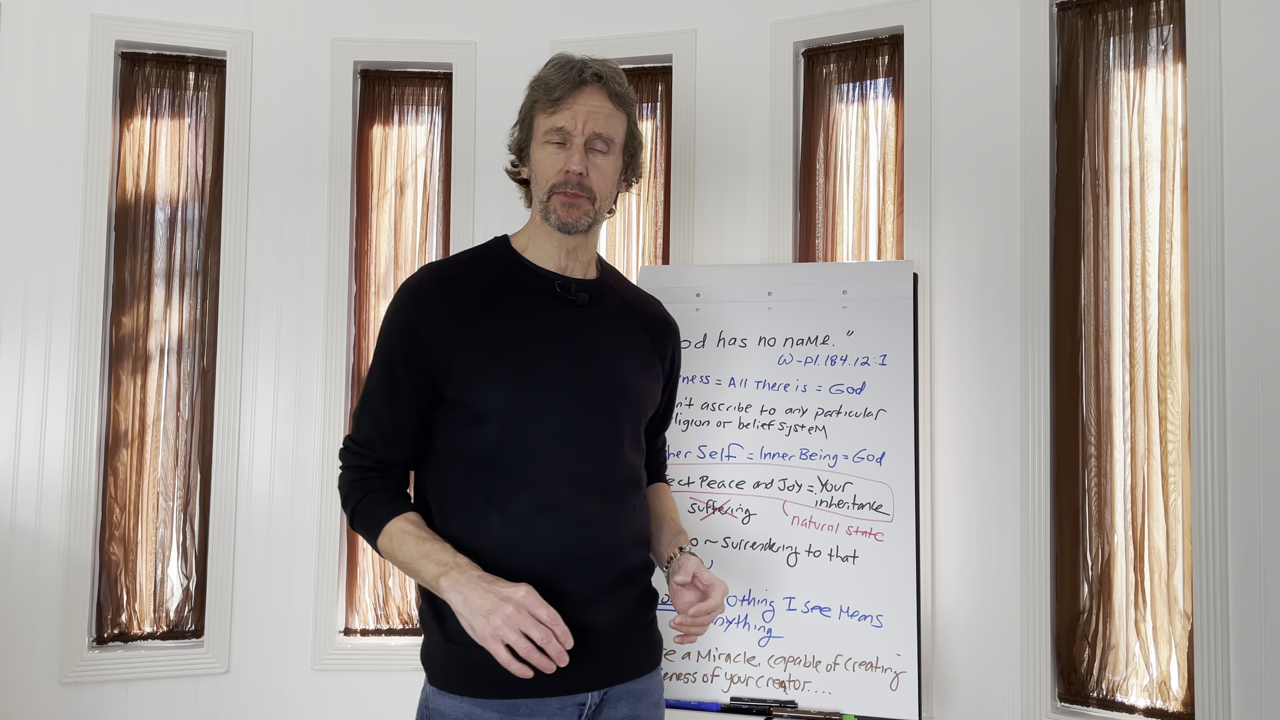 od has no name."
W-pI.184.12:1
ness = All There is = God
n't ascribe to any particular
ligion or belief system
her Self = Inner Being = God
ect Peace and Joy = Your
inheritance
suffering
natural state
o ~ Surrendering to that
othing I see Means
nything
e a Miracle, capable of creating
eness of your creator....